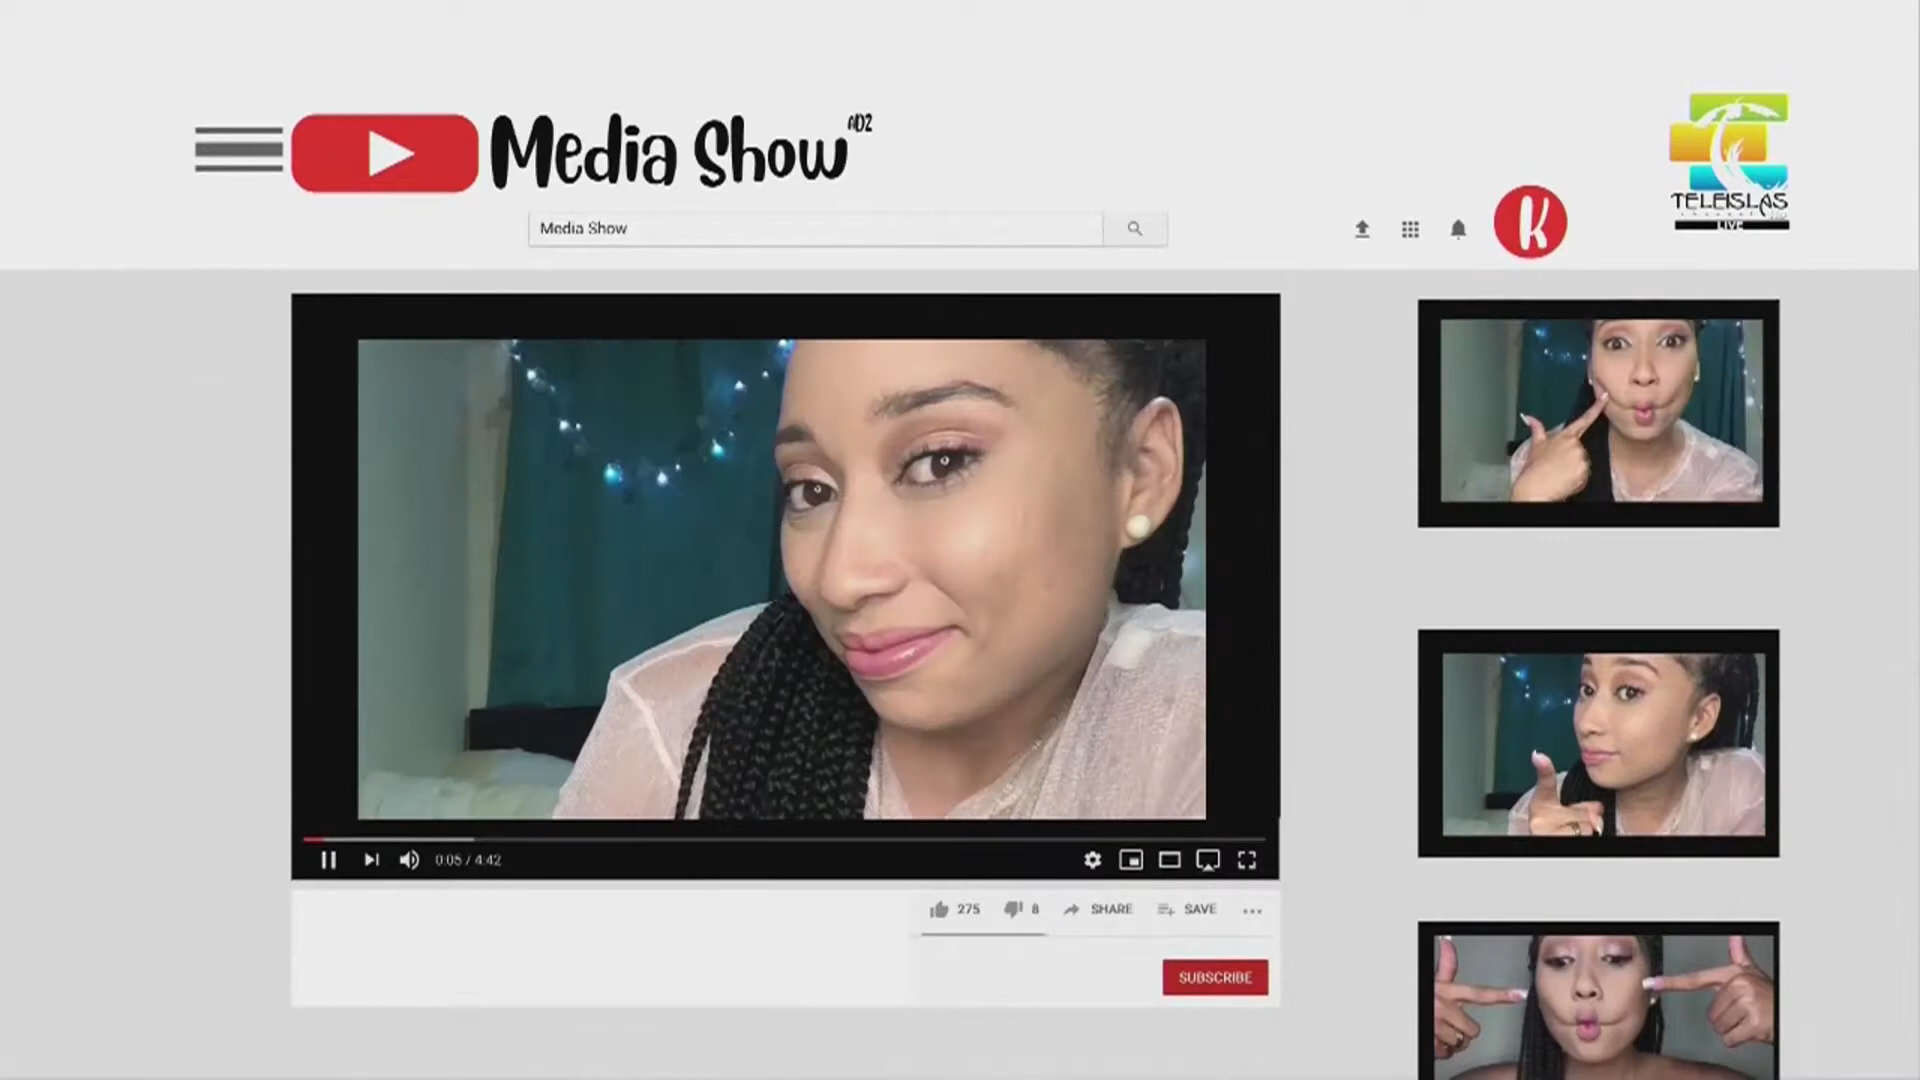 Media Show AD2
TELEISLAS
LIVE
Media Show
K
0:05 / 4:42
275
8
SHARE
SAVE
SUBSCRIBE